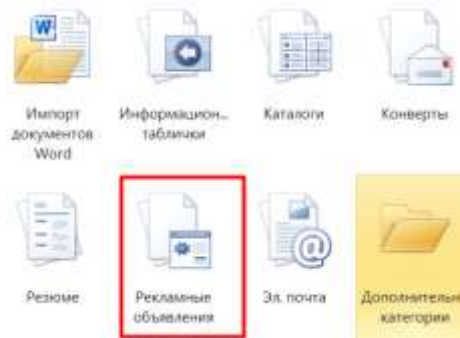 W
Импорт
документов
Word
Информацион...
таблички
Каталоги
Конверты
Резюме
Рекламные
объявления
Эл. почта
@
Дополнительн
категории